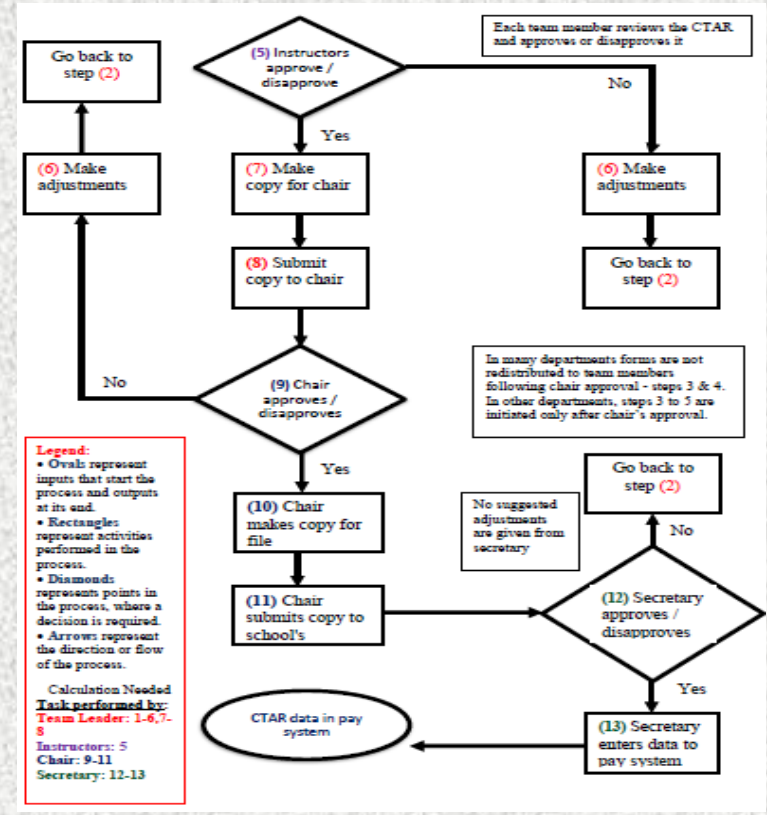 (5) Instructors
approve /
disapprove
Each team member reviews the CTAR
and approves or disapproves it
Go back to
step (2)
No
Yes
(6) Make
adjustments
(7) Make
copy for chair
(6) Make
adjustments
(8) Submit
copy to chair
Go back to
step (2)
No
(9) Chair
approves /
disapproves
In many departments forms are not
redistributed to team members
following chair approval - steps 3 & 4.
In other departments, steps 3 to 5 are
initiated only after chair's approval.
Yes
Legend:
• Ovals represent
inputs that start the
process and outputs
at its end.
• Rectangles
represent activities
performed in the
process.
• Diamonds
represents points in
the process, where a
decision is required.
• Arrows represent
the direction or flow
of the process.
Calculation Needed
Task performed by:
Team Leader: 1-6,7-
8
Instructors: 5
Chair: 9-11
Secretary: 12-13
(10) Chair
makes copy for
file
No suggested
adjustments
are given from
secretary
Go back to
step (2)
No
(11) Chair
submits copy to
school's
(12) Secretary
approves /
disapproves
Yes
CTAR data in pay
system
(13) Secretary
enters data to
pay system